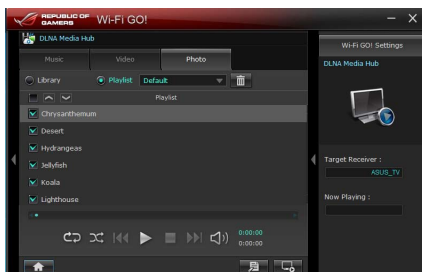 REPUBLIC OF
GAMERS
Wi-Fi GO!
DLNA Media Hub
Music Video Photo
Library Playlist Default
Playlist
Chrysanthemum
Desert
Hydrangeas
Jellyfish
Koala
Lighthouse
0:00:00
0:00:00
Wi-Fi GO! Settings
DLNA Media Hub
Target Receiver :
ASUS_TV
Now Playing :